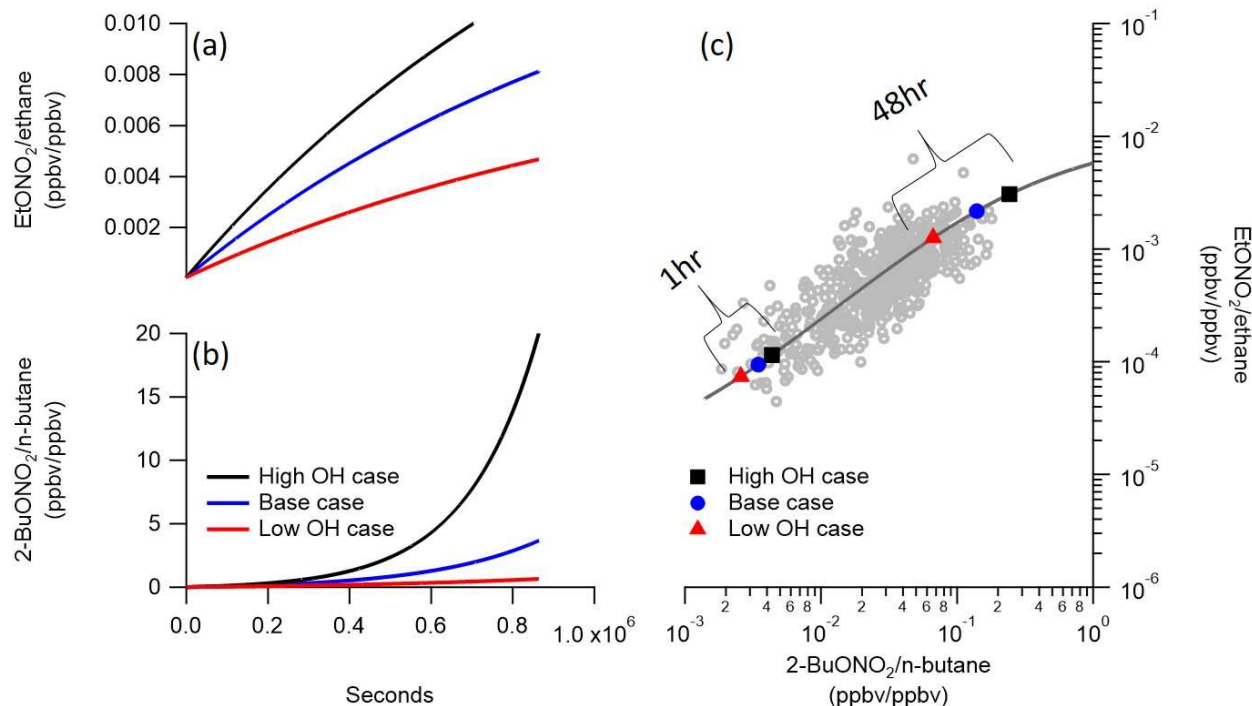 (a)
EtONO2/ethane
(ppbv/ppbv)
0.010
0.008
0.006
0.004
0.002
(b)
2-BuONO2/n-butane
(ppbv/ppbv)
20
15
10
5
0
High OH case
Base case
Low OH case
0.0
0.2
0.4
0.6
0.8
1.0 x10^6
Seconds
(c)
48hr
1hr
High OH case
Base case
Low OH case
10^-1
10^-2
10^-3
10^-4
10^-5
10^-6
EtONO2/ethane
(ppbv/ppbv)
10^-3
2
4
6
8
10^-2
2
4
6
8
10^-1
2
4
6
8
10^0
2-BuONO2/n-butane
(ppbv/ppbv)